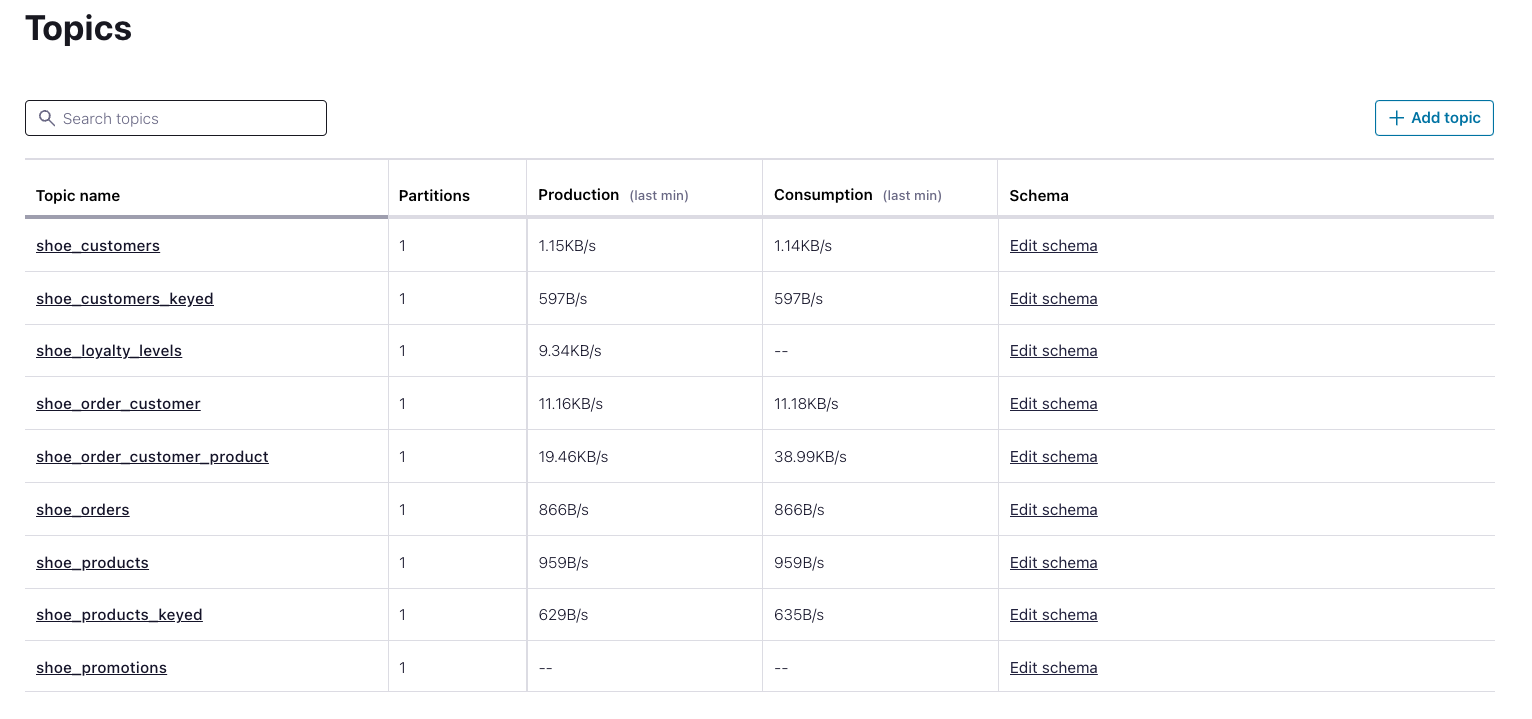 Topics
Search topics
Add topic
Topic name Partitions Production (last min) Consumption (last min) Schema
shoe_customers 1 1.15KB/s 1.14KB/s Edit schema
shoe_customers_keyed 1 597B/s 597B/s Edit schema
shoe_loyalty_levels 1 9.34KB/s -- Edit schema
shoe_order_customer 1 11.16KB/s 11.18KB/s Edit schema
shoe_order_customer_product 1 19.46KB/s 38.99KB/s Edit schema
shoe_orders 1 866B/s 866B/s Edit schema
shoe_products 1 959B/s 959B/s Edit schema
shoe_products_keyed 1 629B/s 635B/s Edit schema
shoe_promotions 1 -- -- Edit schema